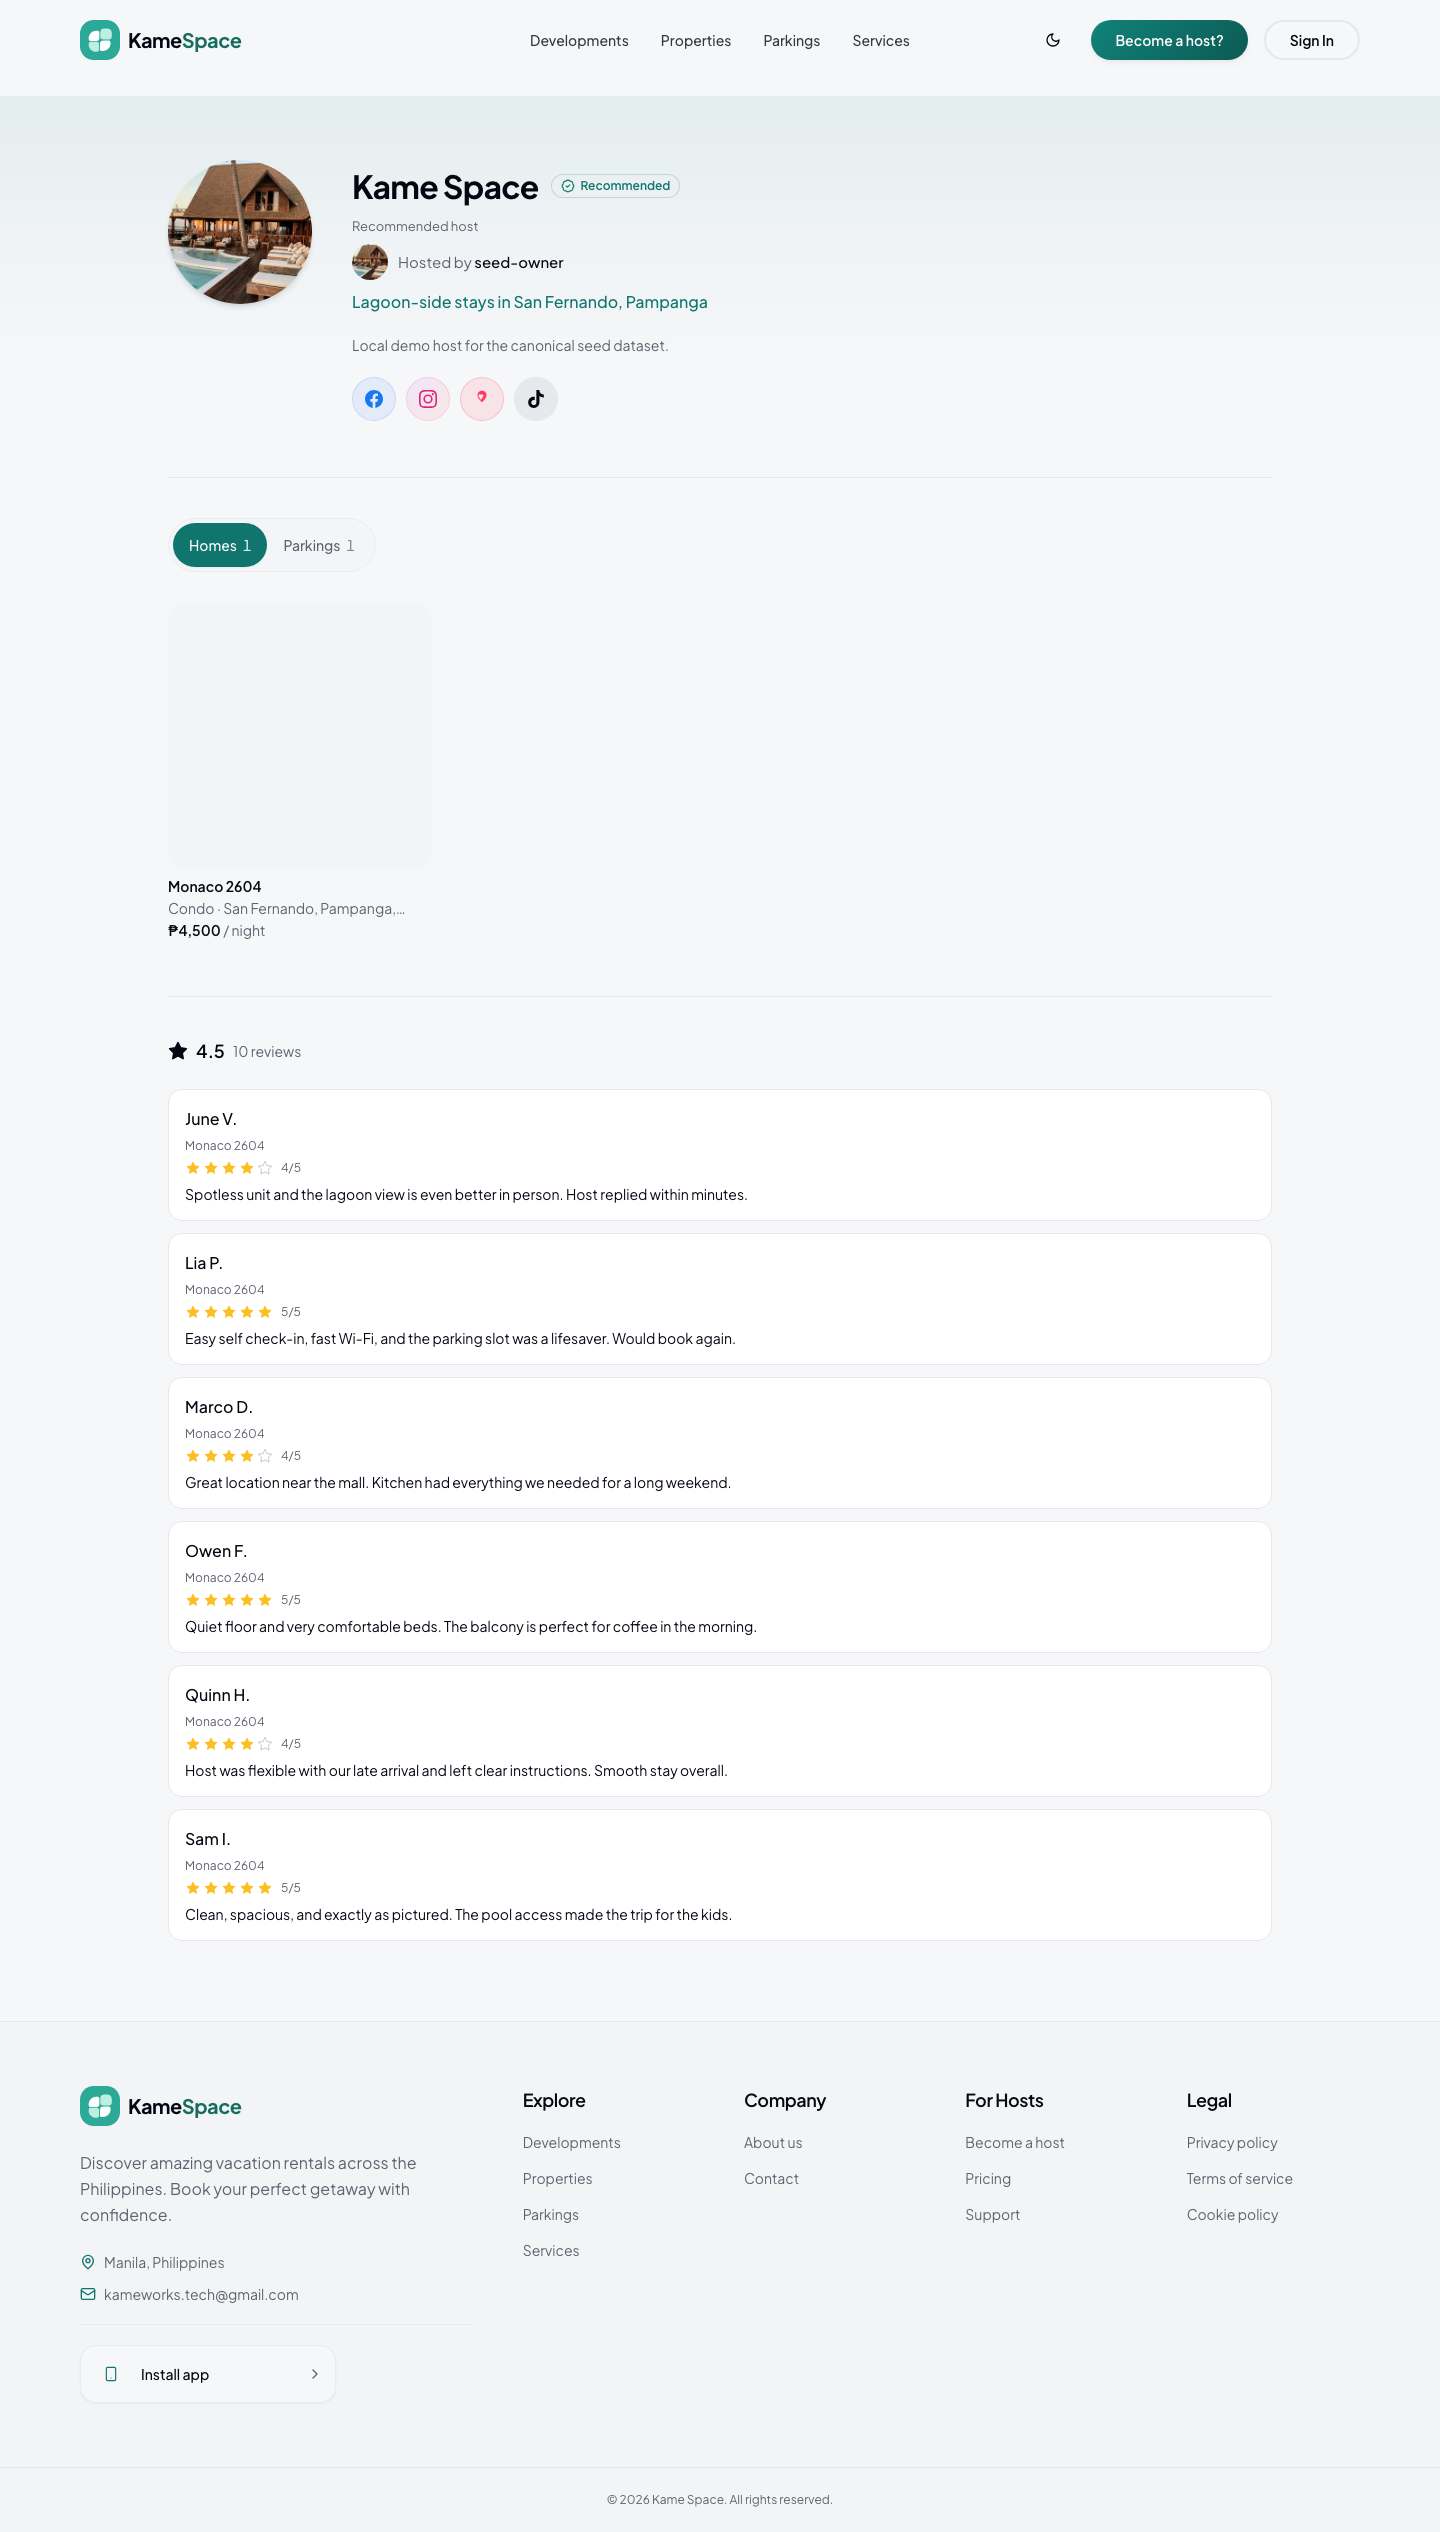 KameSpace
Developments
Properties
Parkings
Services
Become a host?
Sign In
Kame Space
Recommended
Recommended host
Hosted by seed-owner
Lagoon-side stays in San Fernando, Pampanga
Local demo host for the canonical seed dataset.
Homes 1
Parkings 1
Monaco 2604
Condo · San Fernando, Pampanga,...
₱4,500 / night
4.5 10 reviews
June V.
Monaco 2604
4/5
Spotless unit and the lagoon view is even better in person. Host replied within minutes.
Lia P.
Monaco 2604
5/5
Easy self check-in, fast Wi-Fi, and the parking slot was a lifesaver. Would book again.
Marco D.
Monaco 2604
4/5
Great location near the mall. Kitchen had everything we needed for a long weekend.
Owen F.
Monaco 2604
5/5
Quiet floor and very comfortable beds. The balcony is perfect for coffee in the morning.
Quinn H.
Monaco 2604
4/5
Host was flexible with our late arrival and left clear instructions. Smooth stay overall.
Sam I.
Monaco 2604
5/5
Clean, spacious, and exactly as pictured. The pool access made the trip for the kids.
KameSpace
Discover amazing vacation rentals across the
Philippines. Book your perfect getaway with
confidence.
Manila, Philippines
kameworks.tech@gmail.com
Install app
Explore
Developments
Properties
Parkings
Services
Company
About us
Contact
For Hosts
Become a host
Pricing
Support
Legal
Privacy policy
Terms of service
Cookie policy
© 2026 Kame Space. All rights reserved.